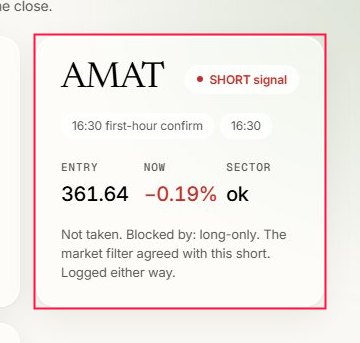 e close.
AMAT
SHORT signal
16:30 first-hour confirm
16:30
ENTRY NOW SECTOR
361.64 −0.19% ok
Not taken. Blocked by: long-only. The
market filter agreed with this short.
Logged either way.